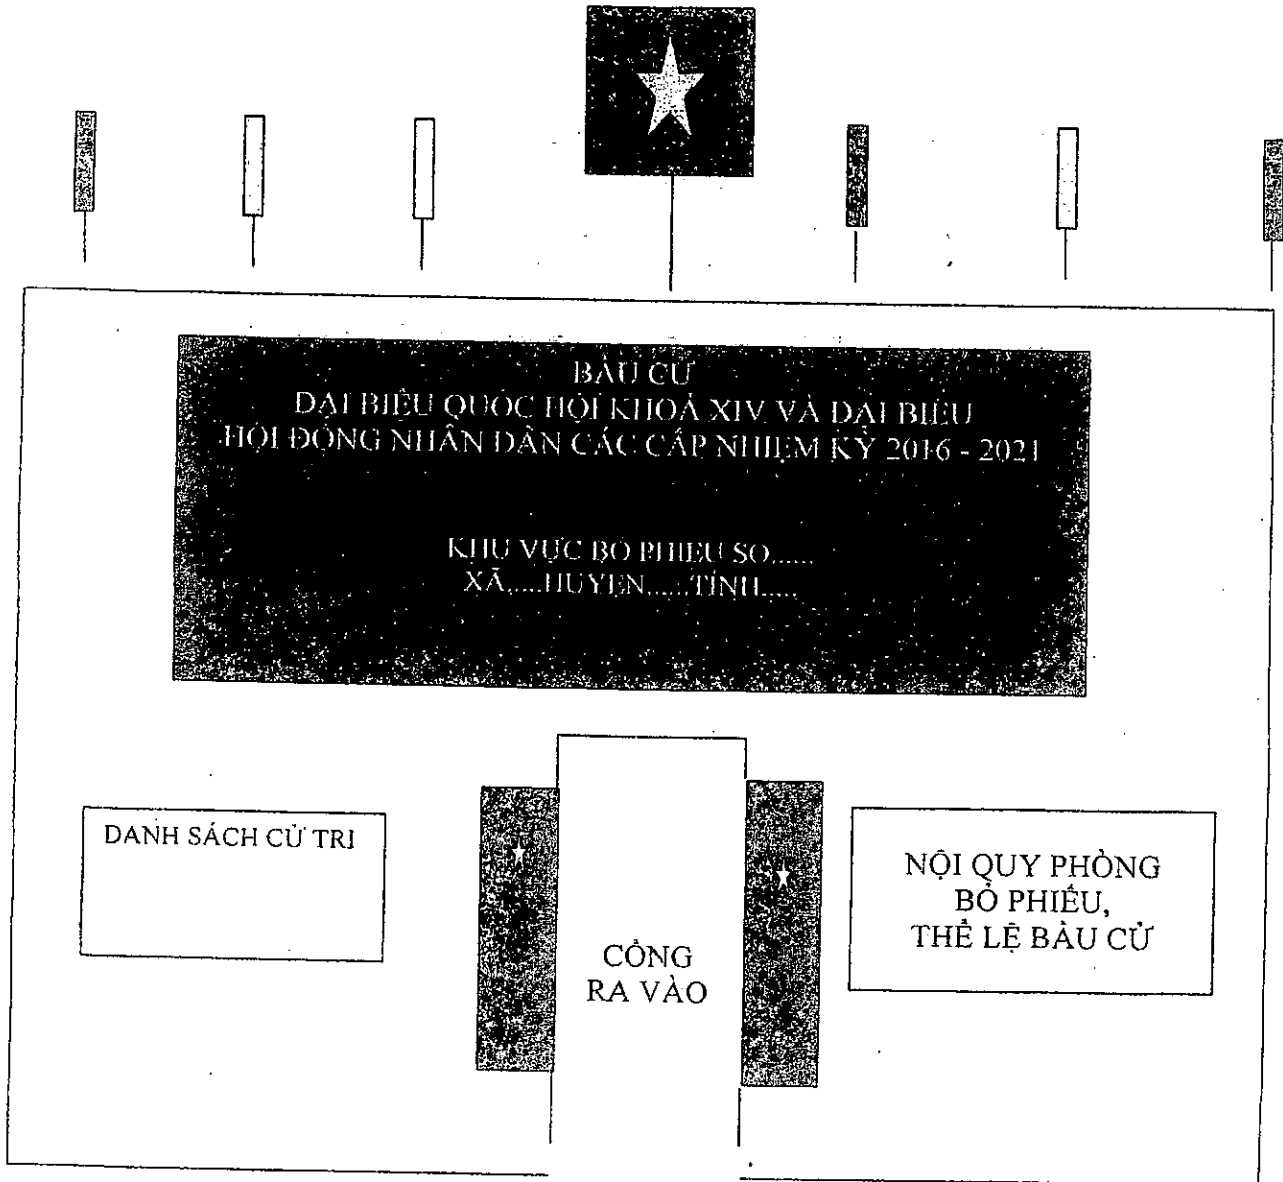 BẦU CỬ
ĐẠI BIỂU QUỐC HỘI KHOÁ XIV VÀ ĐẠI BIỂU
HỘI ĐỒNG NHÂN DÂN CÁC CẤP NHIỆM KỲ 2016 - 2021
KHU VỰC BỎ PHIẾU SỐ......
XÃ.....HUYỆN......TỈNH.....
DANH SÁCH CỬ TRI
CỔNG
RA VÀO
NỘI QUY PHÒNG
BỎ PHIẾU,
THỂ LỆ BẦU CỬ